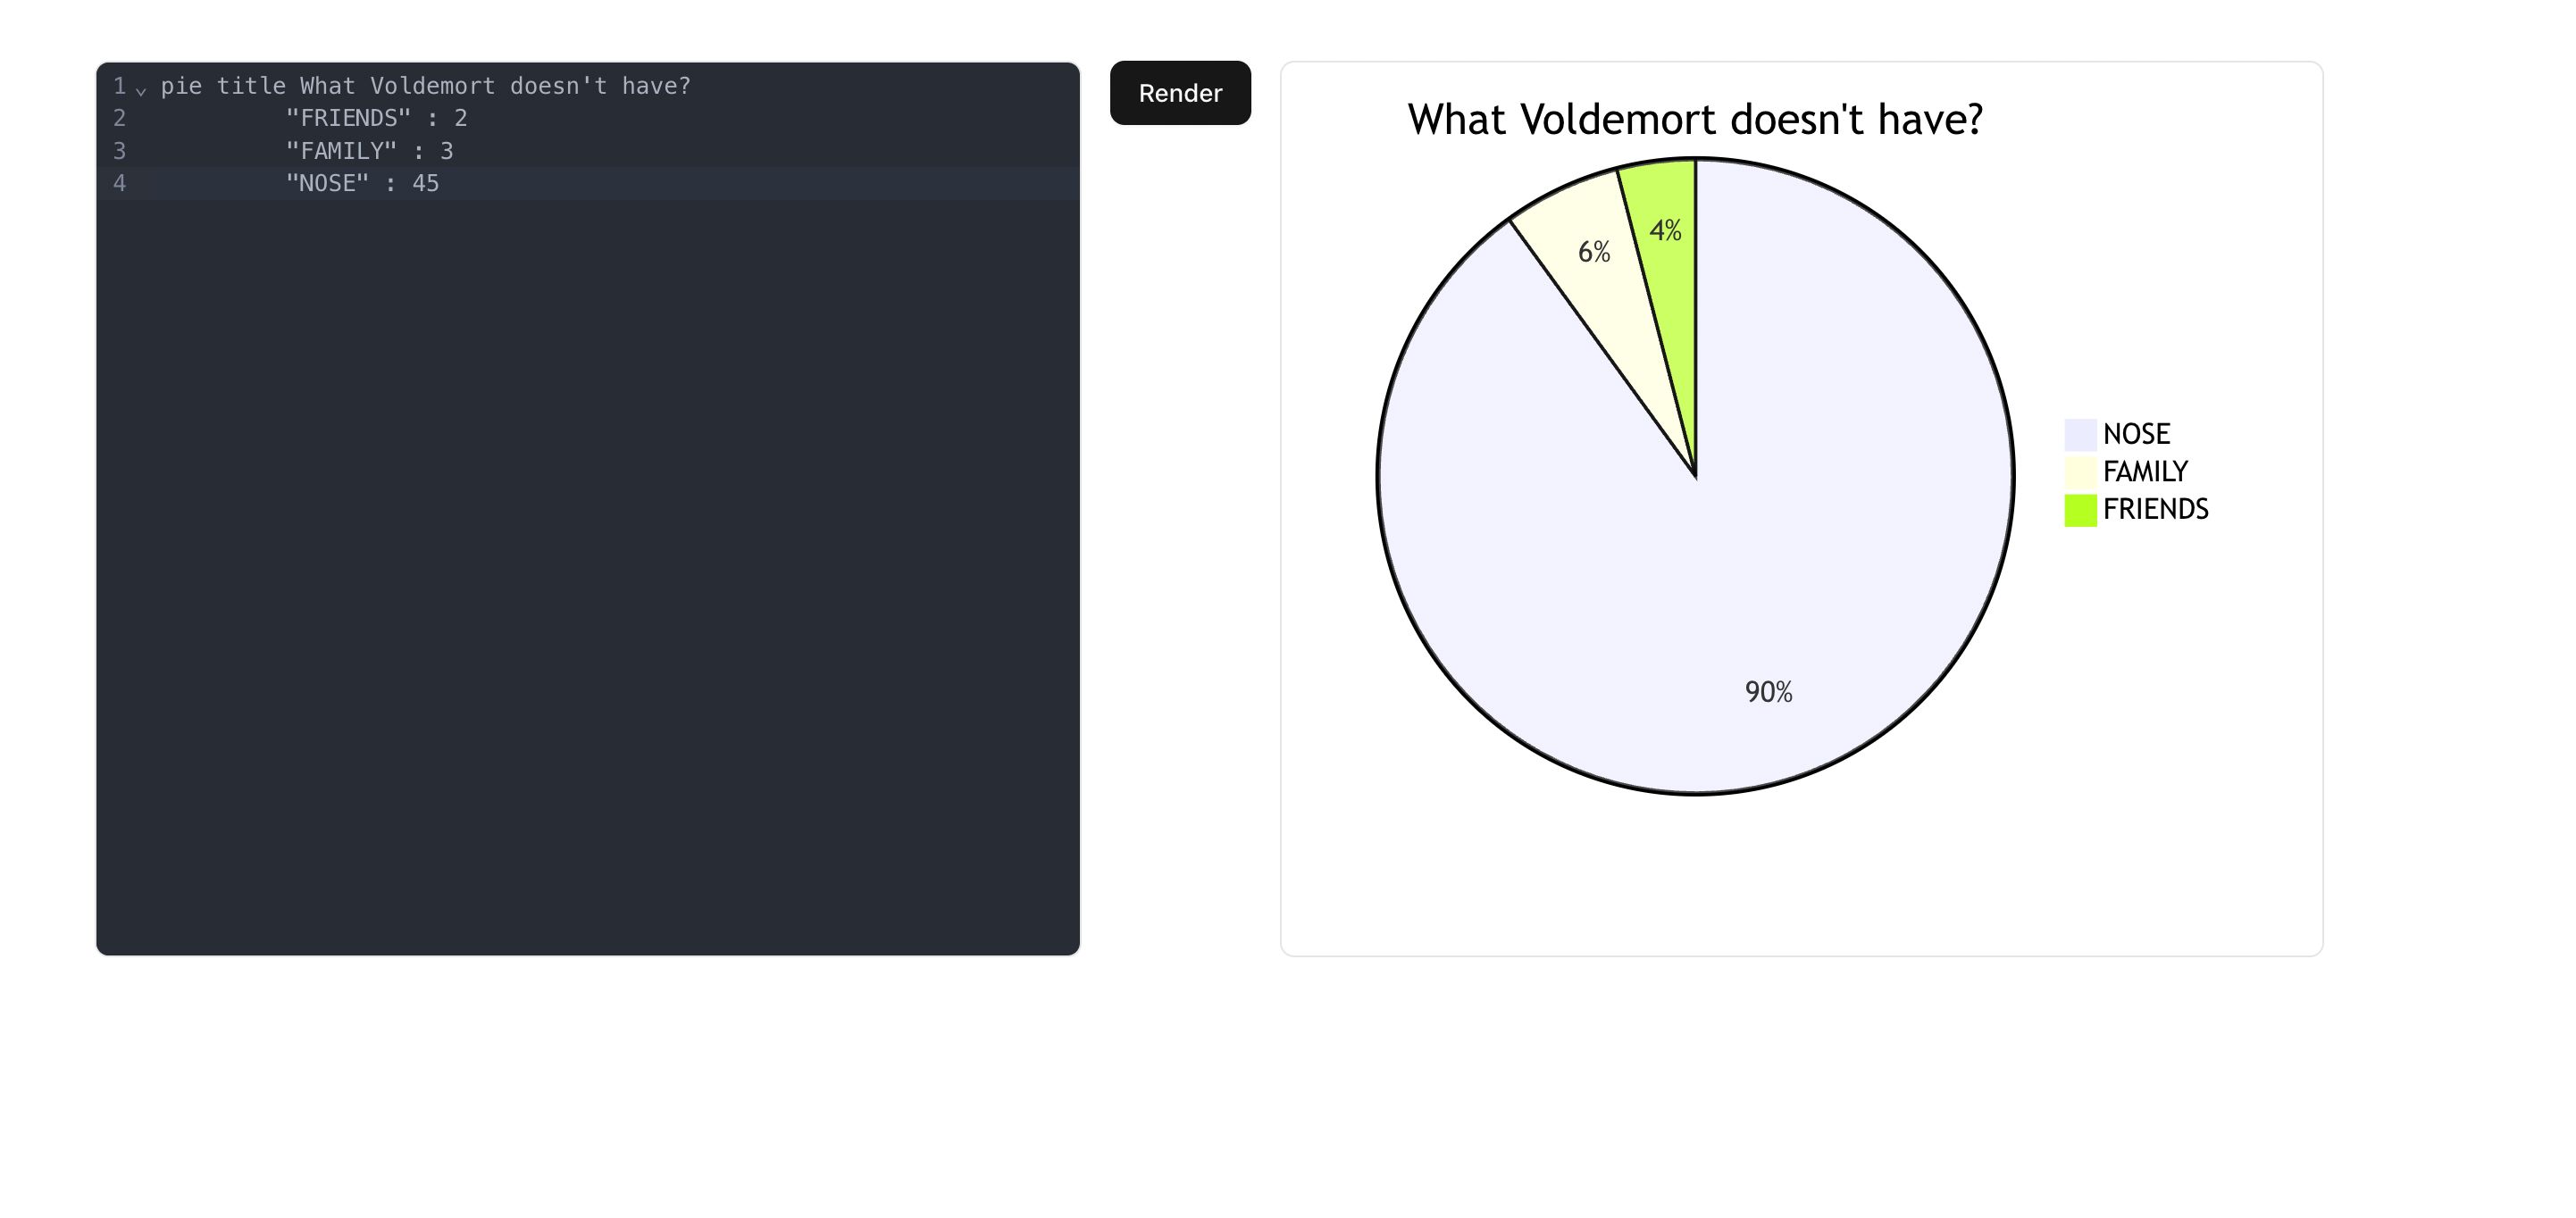 1 pie title What Voldemort doesn't have?
2 "FRIENDS" : 2
3 "FAMILY" : 3
4 "NOSE" : 45
Render
What Voldemort doesn't have?
4%
6%
90%
NOSE
FAMILY
FRIENDS